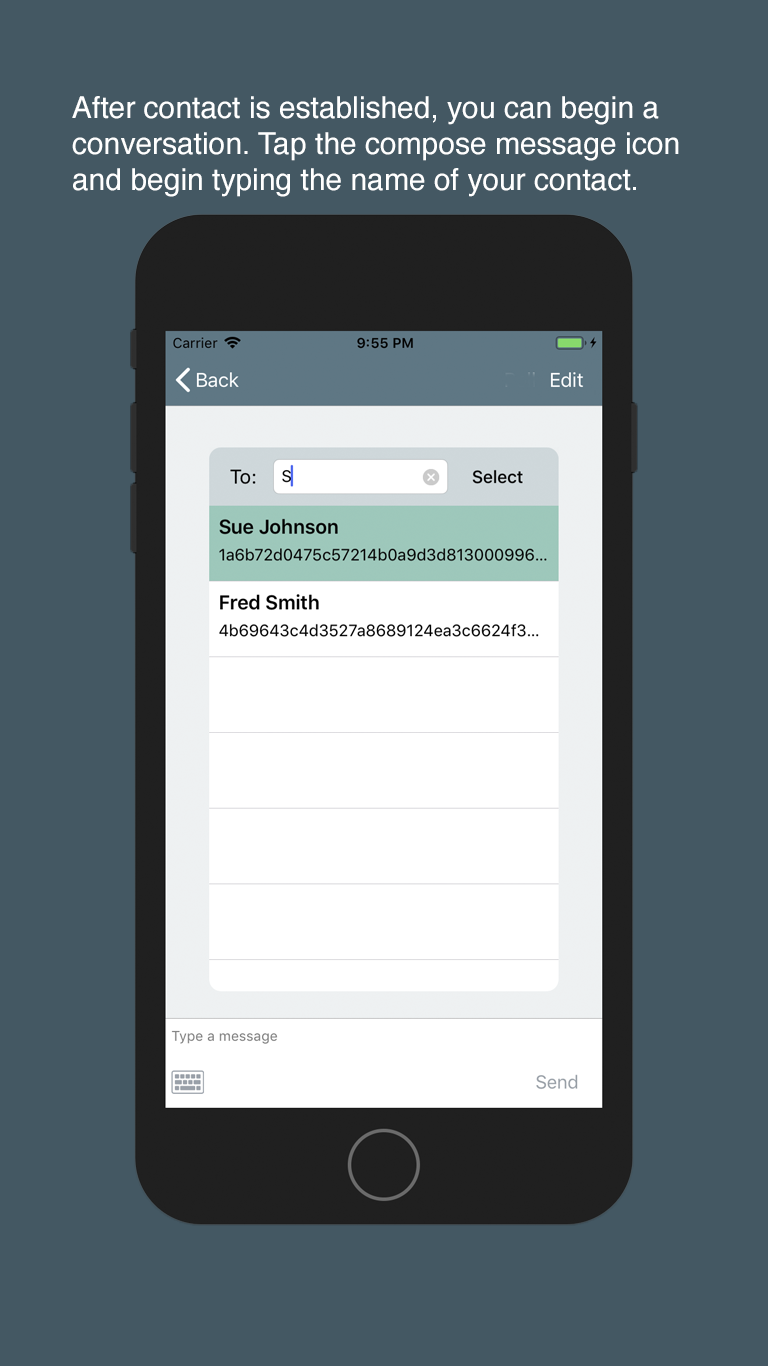 After contact is established, you can begin a
conversation. Tap the compose message icon
and begin typing the name of your contact.
Carrier 9:55 PM
Back Edit
To: S Select
Sue Johnson
1a6b72d0475c57214b0a9d3d813000996...
Fred Smith
4b69643c4d3527a8689124ea3c6624f3...
Type a message
Send